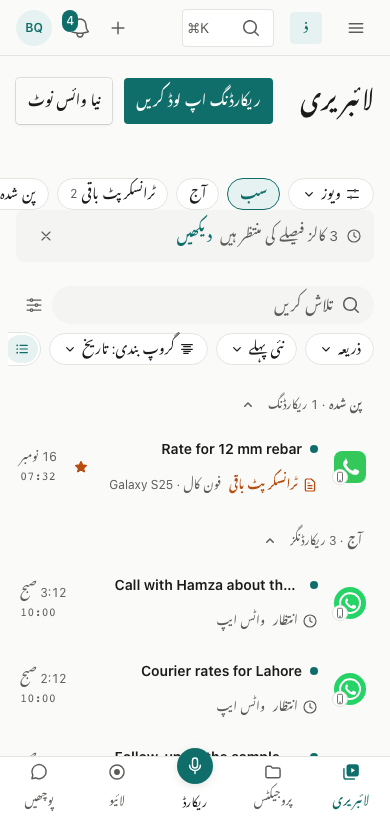 ذ
⌘K
4
BQ
لائبریری
ریکارڈنگ اپ لوڈ کریں
نیا وائس نوٹ
ویوز
سب
آج
ٹرانسکرپٹ باقی 2
پن شدہ
3 کالز فیصلے کی منتظر ہیں دیکھیں
تلاش کریں
ذریعہ
نئی پہلے
گروپ بندی: تاریخ
پن شدہ · 1 ریکارڈنگ
Rate for 12 mm rebar
16 نومبر
ٹرانسکرپٹ باقی فون کال · Galaxy S25
07:32
آج · 3 ریکارڈنگز
Call with Hamza about th...
3:12 صبح
انتظار واٹس ایپ
10:00
Courier rates for Lahore
2:12 صبح
انتظار واٹس ایپ
10:00
لائبریری
پروجیکٹس
ریکارڈ
لائیو
پوچھیں